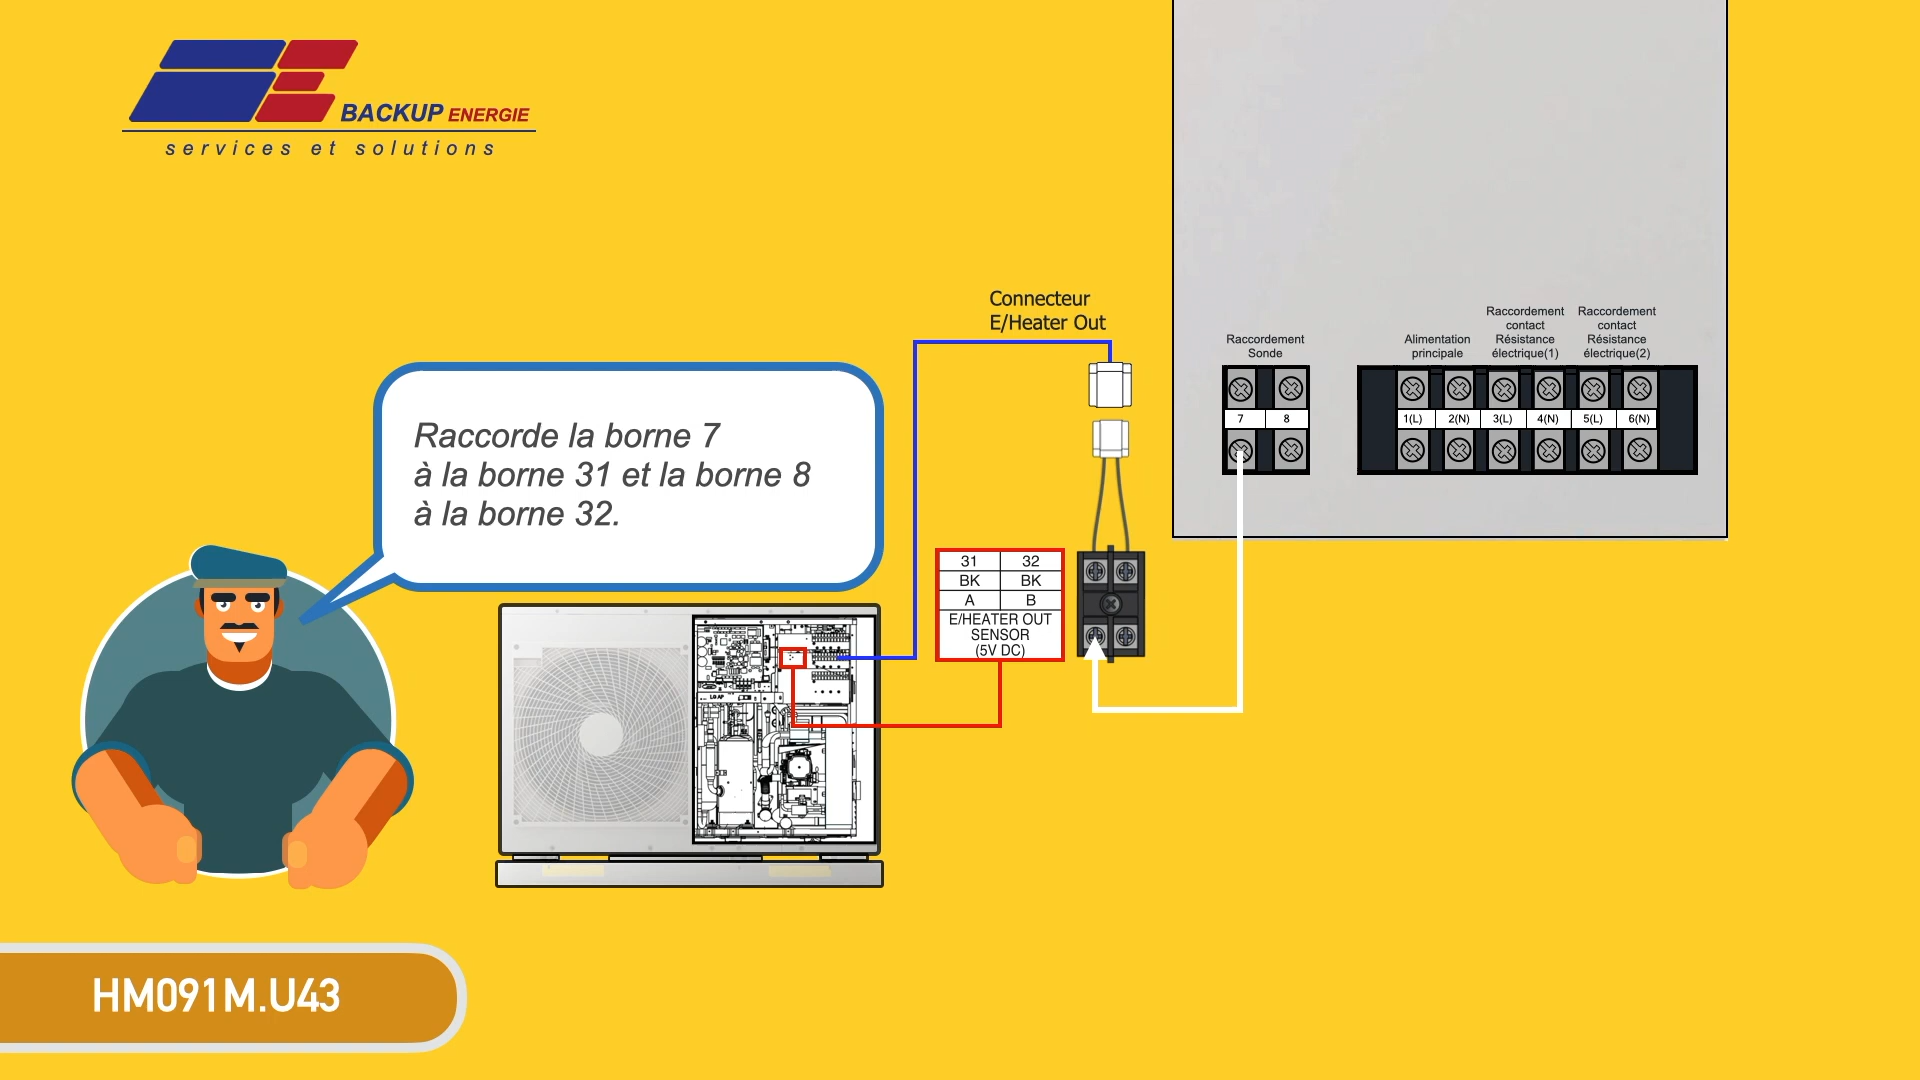 BACKUP ENERGIE
services et solutions
Connecteur
E/Heater Out
Raccorde la borne 7
à la borne 31 et la borne 8
à la borne 32.
Raccordement
Sonde
7 8
Alimentation
principale
Raccordement
contact
Résistance
électrique(1)
Raccordement
contact
Résistance
électrique(2)
1(L) 2(N) 3(L) 4(N) 5(L) 6(N)
31 32
BK BK
A B
E/HEATER OUT
SENSOR
(5V DC)
HM091M.U43